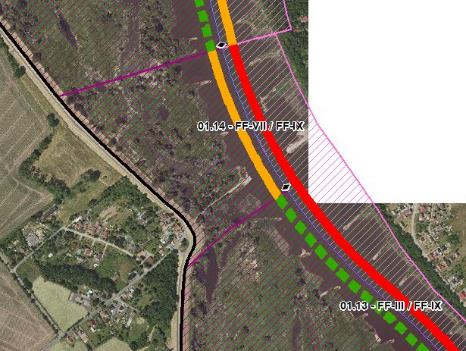 01.14 - FF-VII / FF-IX
01.13 - FF-III / FF-IX